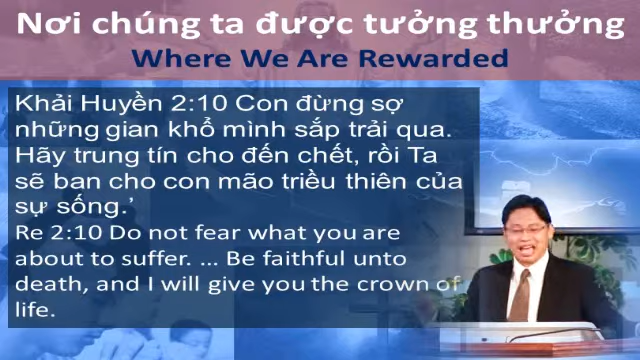 Nơi chúng ta được tưởng thưởng
Where We Are Rewarded
Khải Huyền 2:10 Con đừng sợ
những gian khổ mình sắp trải qua.
Hãy trung tín cho đến chết, rồi Ta
sẽ ban cho con mão triều thiên của
sự sống.’
Re 2:10 Do not fear what you are
about to suffer. ... Be faithful unto
death, and I will give you the crown of
life.